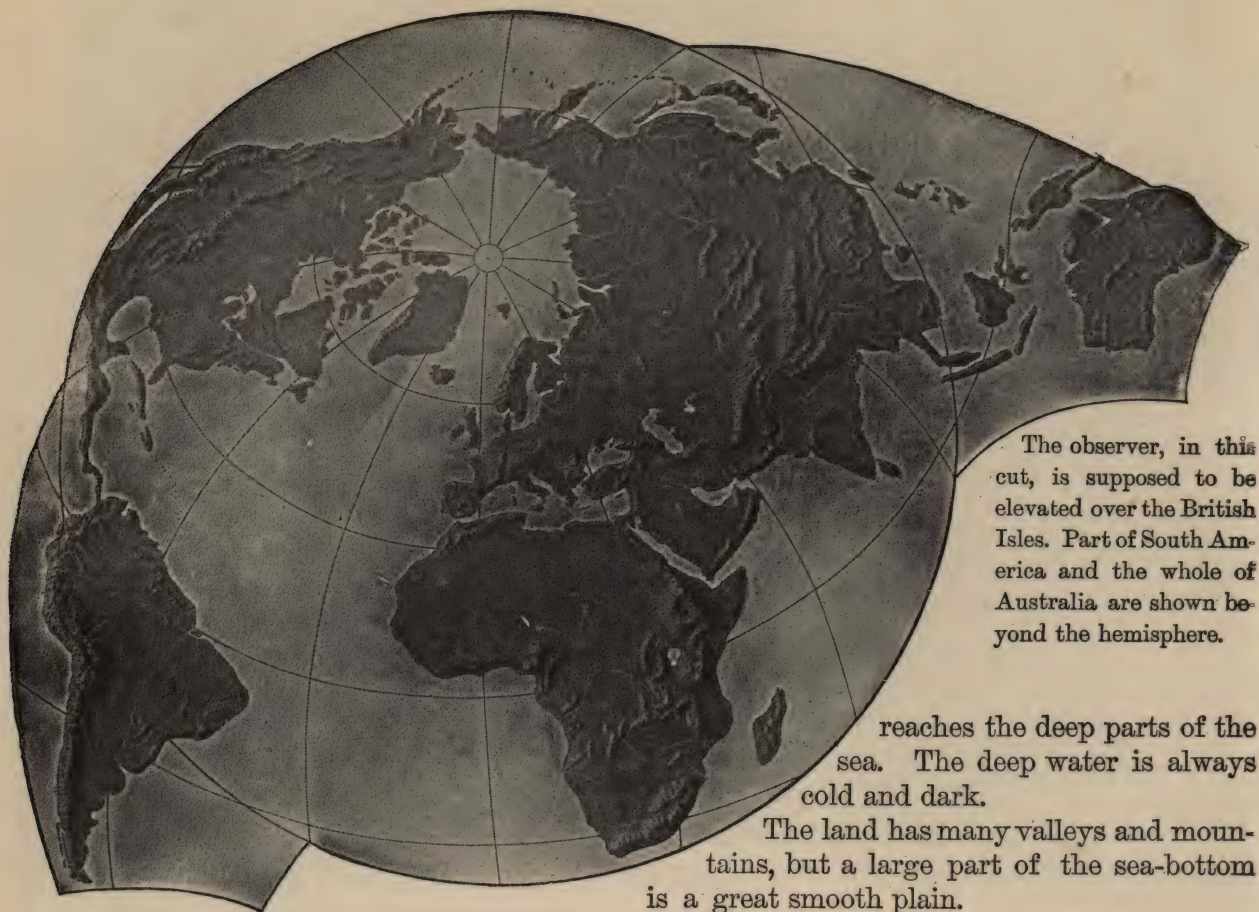 The observer, in this
cut, is supposed to be
elevated over the British
Isles. Part of South Am-
erica and the whole of
Australia are shown be-
yond the hemisphere.
reaches the deep parts of the
sea. The deep water is always
cold and dark.
The land has many valleys and moun-
tains, but a large part of the sea-bottom
is a great smooth plain.